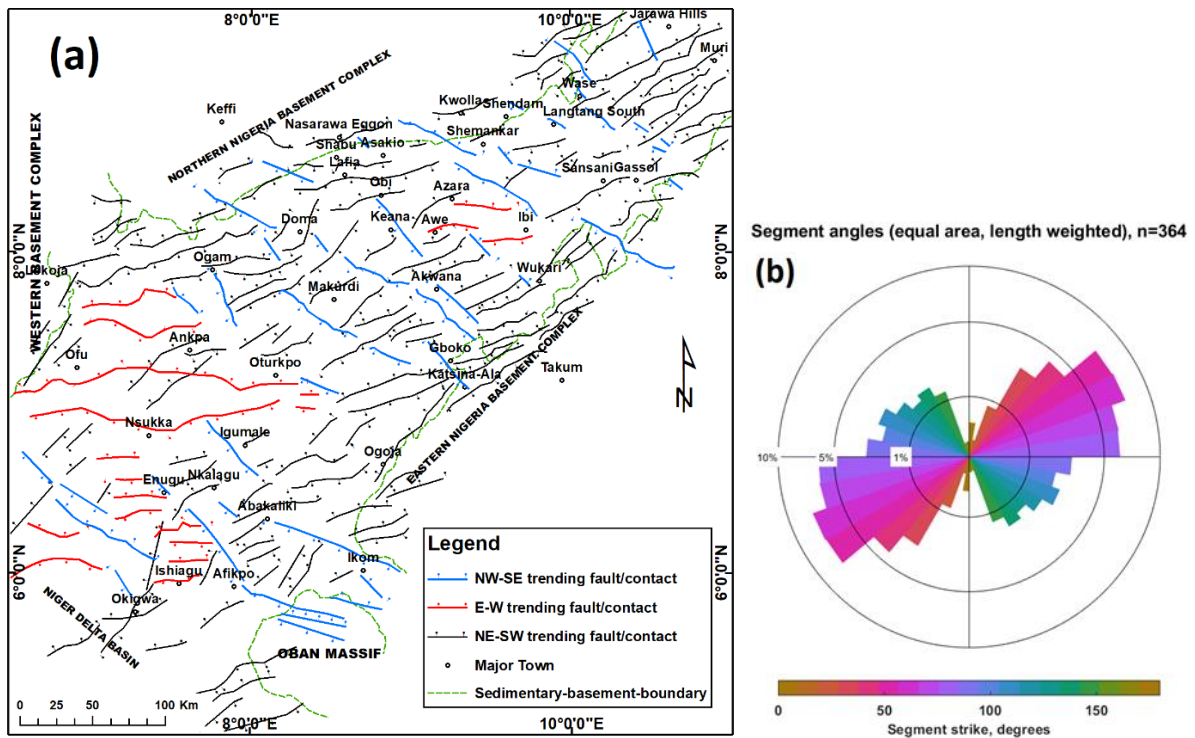 (a)
8°0'0"E
10°0'0"E
Jarawa Hills
Muri
Wase
Keffi
NORTHERN NIGERIA BASEMENT COMPLEX
Kwolla
Shendam
Langtang South
Nasarawa Eggon
Shemankar
Shabu
Asakio
Lafia
Obi
Azara
Sansani
Gassol
WESTERN BASEMENT COMPLEX
Doma
Keana
Awe
Ibi
8°0'0"N
8°0'0"N
Lokoja
Ogam
Makurdi
Akwana
Wukari
Ankpa
Ofu
Oturkpo
Gboko
Katsina-Ala
Takum
EASTERN NIGERIA BASEMENT COMPLEX
N
Nsukka
Igumale
Ogoja
Enugu
Nkalagu
Abakaliki
Ikom
6°0'0"N
6°0'0"N
Ishiagu
Afikpo
Okigwa
NIGER DELTA BASIN
OBAN MASSIF
Legend
NW-SE trending fault/contact
E-W trending fault/contact
NE-SW trending fault/contact
Major Town
Sedimentary-basement-boundary
0 50 100 Km
8°0'0"E
10°0'0"E
Segment angles (equal area, length weighted), n=364
(b)
10%
5%
1%
0 50 100 150
Segment strike, degrees